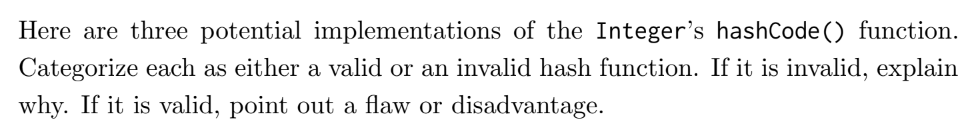 Here are three potential implementations of the Integer's hashCode() function.
Categorize each as either a valid or an invalid hash function. If it is invalid, explain
why. If it is valid, point out a flaw or disadvantage.